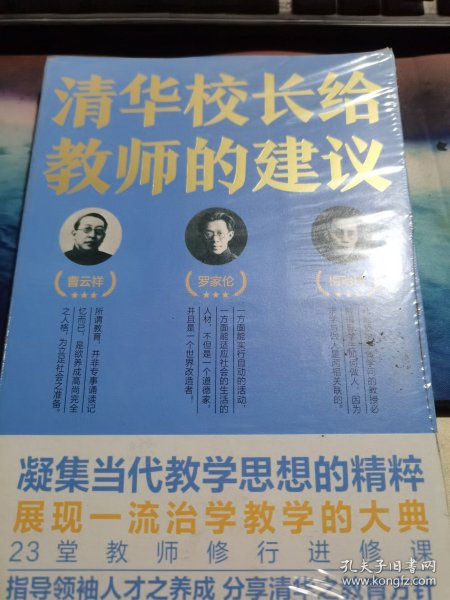 清华校长给
教师的建议
曹云祥
罗家伦
所谓教育，并非专事诵读记
忆而已，是欲养成高尚完全
之人格，为立足社会之准备。
一方面能实行自动的活动，
一方面能适应社会的生活的
人材，不但是一个道德家，
并且是一个世界改造者。
凝集当代教学思想的精粹
展现一流治学教学的大典
23堂教师修行进修课
指导领袖人才之养成 分享清华之教育方针
孔夫子旧书网